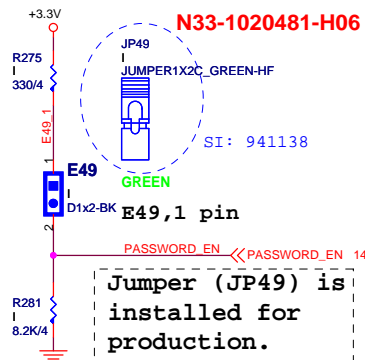 N33-1020481-H06
+3.3V
R275
I
330/4
JP49
I
JUMPER1X2C_GREEN-HF
E49_1
SI: 941138
GREEN
1
E49
I
D1x2-BK
E49,1 pin
2
PASSWORD_EN
PASSWORD_EN 14
R281
I
8.2K/4
Jumper (JP49) is
installed for
production.